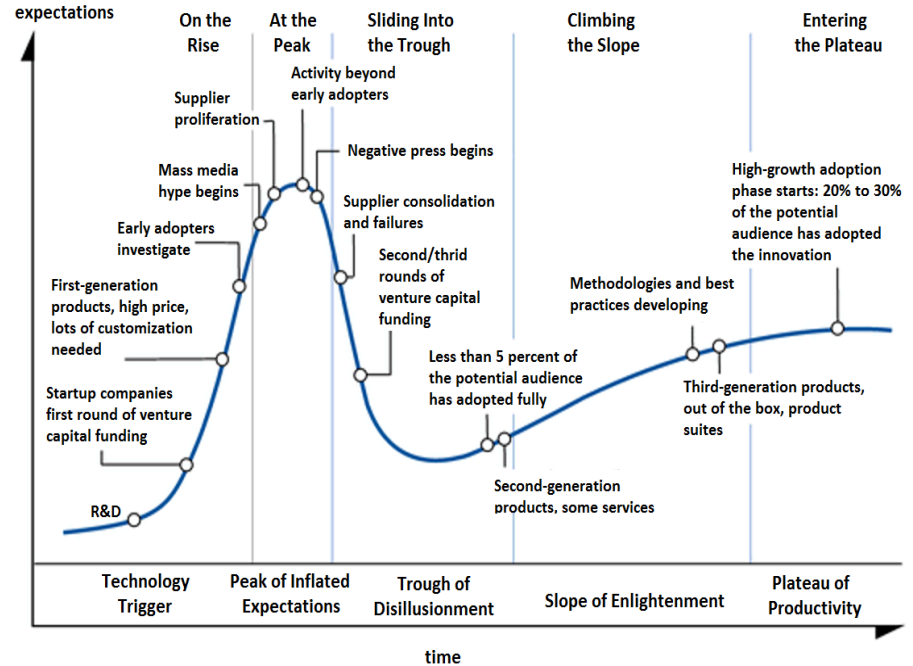 expectations
On the
Rise
At the
Peak
Sliding Into
the Trough
Climbing
the Slope
Entering
the Plateau
Activity beyond
early adopters
Supplier
proliferation
Negative press begins
Mass media
hype begins
High-growth adoption
phase starts: 20% to 30%
of the potential
audience has adopted
the innovation
Supplier consolidation
and failures
Early adopters
investigate
Second/thrid
rounds of
venture capital
funding
First-generation
products, high price,
lots of customization
needed
Methodologies and best
practices developing
Less than 5 percent of
the potential audience
has adopted fully
Startup companies
first round of venture
capital funding
Third-generation products,
out of the box, product
suites
Second-generation
products, some services
R&D
Technology
Trigger
Peak of Inflated
Expectations
Trough of
Disillusionment
Slope of Enlightenment
Plateau of
Productivity
time